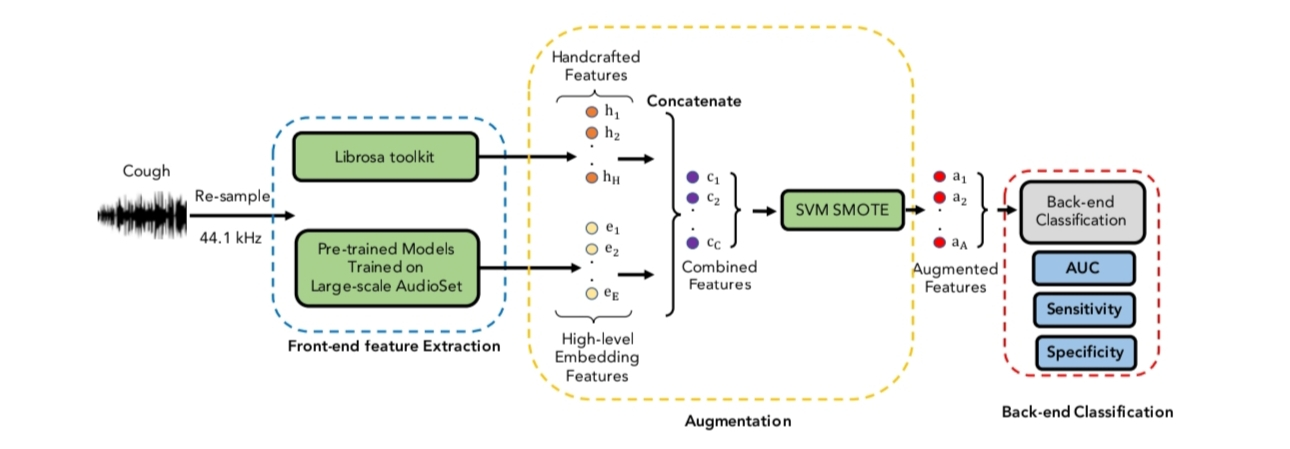 Cough
Re-sample
44.1 kHz
Librosa toolkit
Pre-trained Models
Trained on
Large-scale AudioSet
Front-end feature Extraction
Handcrafted
Features
h1
h2
.
.
hH
e1
e2
.
.
eE
High-level
Embedding
Features
Concatenate
c1
c2
.
.
cC
Combined
Features
SVM SMOTE
Augmentation
a1
a2
.
aA
Augmented
Features
Back-end
Classification
AUC
Sensitivity
Specificity
Back-end Classification